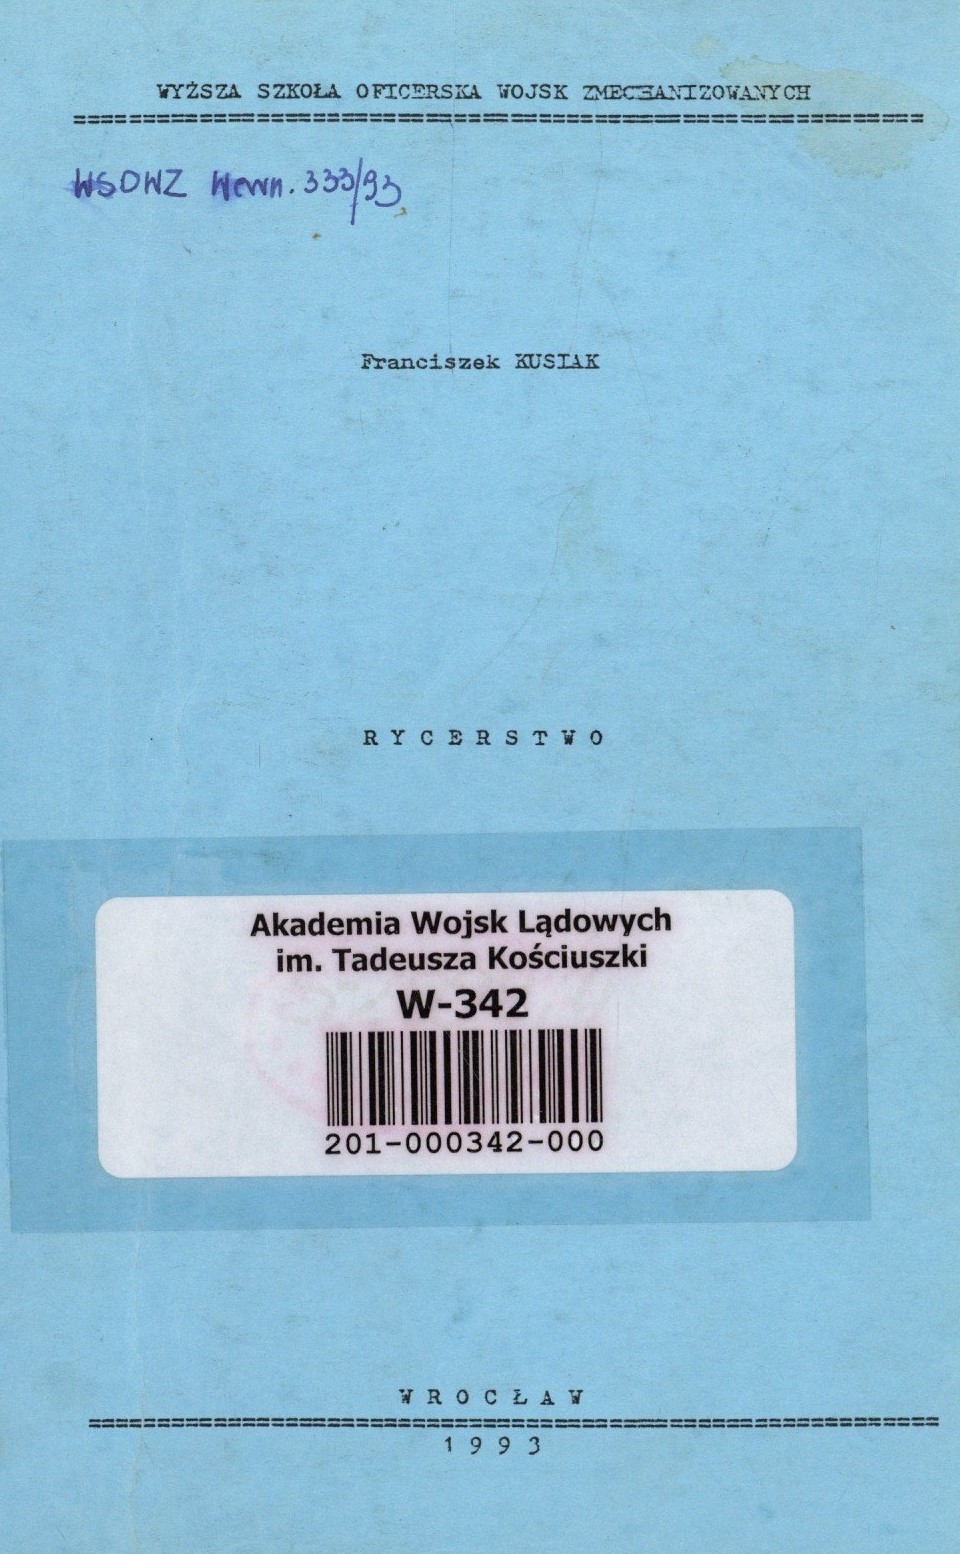 WYŻSZA SZKOŁA OFICERSKA WOJSK ZMECHANIZOWANYCH
WSOWZ Wewn. 333/93
Franciszek KUSIAK
R Y C E R S T W O
Akademia Wojsk Lądowych
im. Tadeusza Kościuszki
W-342
201-000342-000
W R O C Ł A W
1 9 9 3